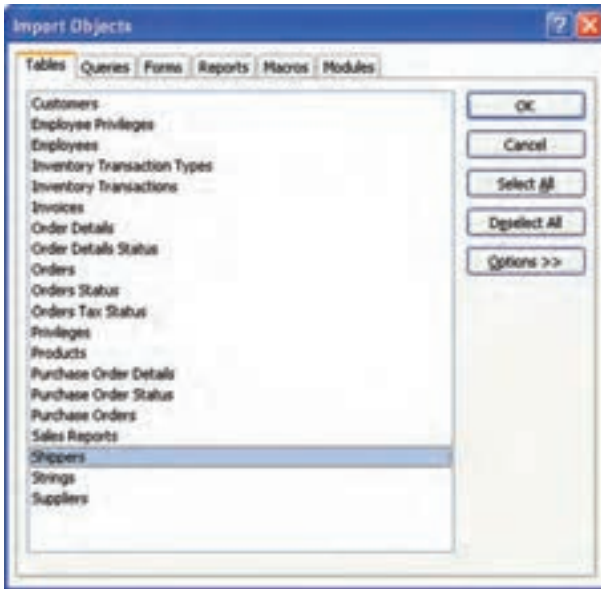 Import Objects
Tables Queries Forms Reports Macros Modules
Customers
Employee Privileges
Employees
Inventory Transaction Types
Inventory Transactions
Invoices
Order Details
Order Details Status
Orders
Orders Status
Orders Tax Status
Privileges
Products
Purchase Order Details
Purchase Order Status
Purchase Orders
Sales Reports
Shippers
Strings
Suppliers
OK
Cancel
Select All
Deselect All
Options >>